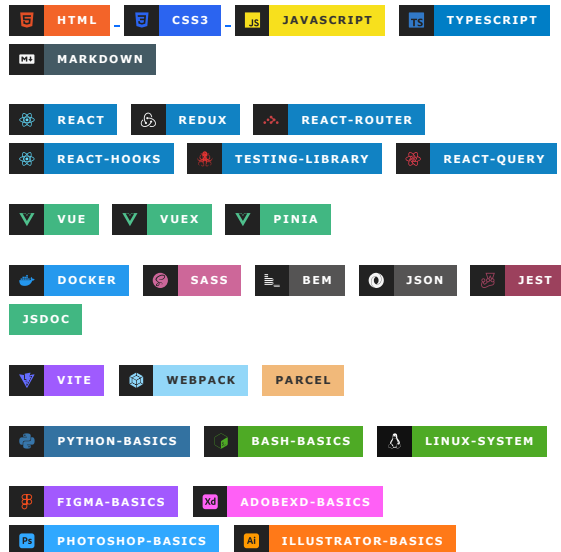 HTML CSS3 JS JAVASCRIPT TS TYPESCRIPT
M MARKDOWN
REACT REDUX REACT-ROUTER
REACT-HOOKS TESTING-LIBRARY REACT-QUERY
VUE VUEX PINIA
DOCKER SASS BEM JSON JEST
JSDOC
VITE WEBPACK PARCEL
PYTHON-BASICS BASH-BASICS LINUX-SYSTEM
FIGMA-BASICS Xd ADOBEXD-BASICS
Ps PHOTOSHOP-BASICS Ai ILLUSTRATOR-BASICS